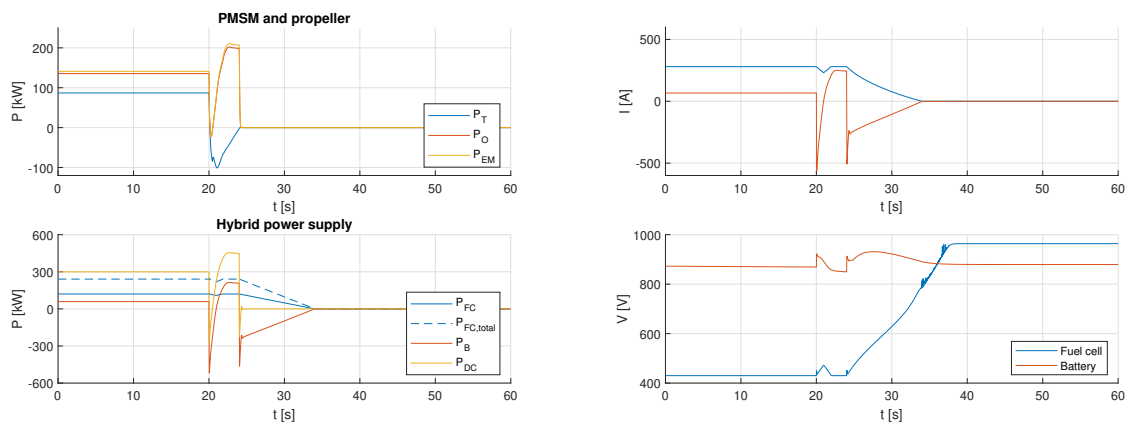 PMSM and propeller
P [kW]
200
100
0
-100
P_T
P_O
P_EM
0 10 20 30 40 50 60
t [s]
I [A]
500
0
-500
0 10 20 30 40 50 60
t [s]
Hybrid power supply
P [kW]
600
300
0
-300
-600
P_FC
P_FC,total
P_B
P_DC
0 10 20 30 40 50 60
t [s]
V [V]
1000
800
600
400
Fuel cell
Battery
0 10 20 30 40 50 60
t [s]